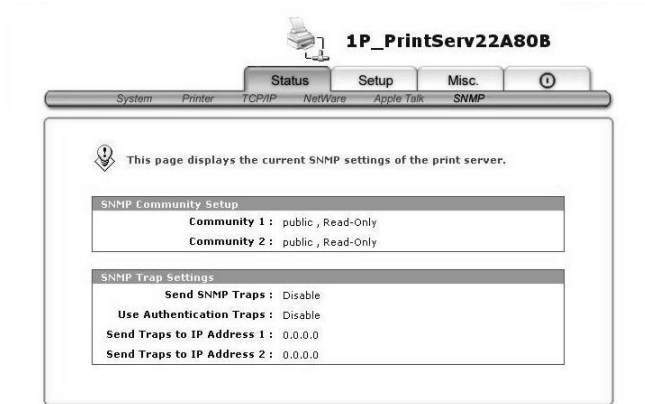 1P_PrintServ22A80B
Status Setup Misc.
System Printer TCP/IP NetWare Apple Talk SNMP
This page displays the current SNMP settings of the print server.
SNMP Community Setup
Community 1 : public , Read-Only
Community 2 : public , Read-Only
SNMP Trap Settings
Send SNMP Traps : Disable
Use Authentication Traps : Disable
Send Traps to IP Address 1 : 0.0.0.0
Send Traps to IP Address 2 : 0.0.0.0